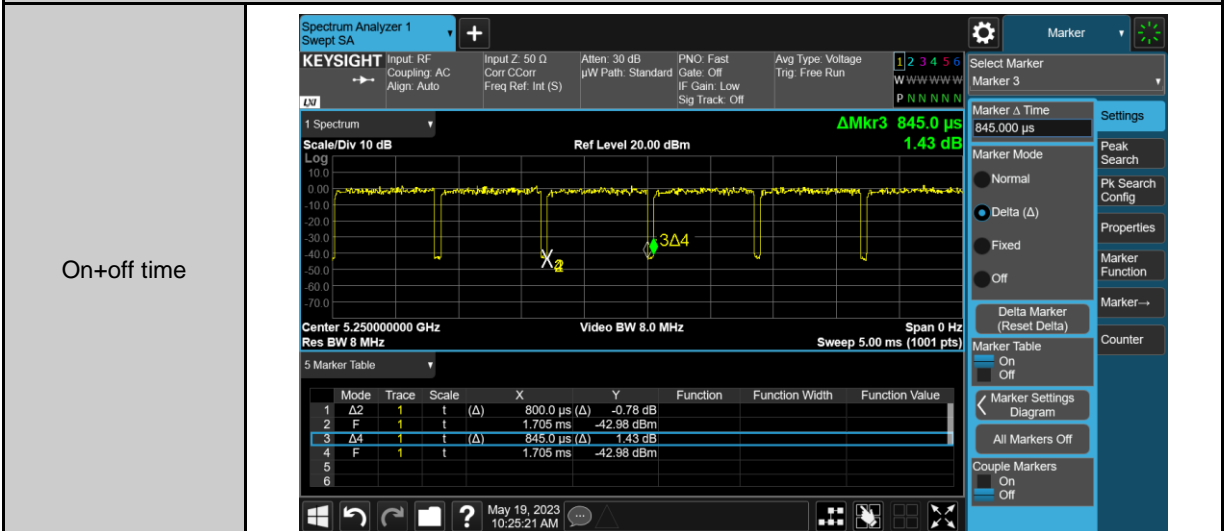 On+off time
Spectrum Analyzer 1
Swept SA
KEYSIGHT
Input: RF
Coupling: AC
Align: Auto
Input Z: 50 Ω
Corr CCorr
Freq Ref: Int (S)
Atten: 30 dB
µW Path: Standard
PNO: Fast
Gate: Off
IF Gain: Low
Sig Track: Off
Avg Type: Voltage
Trig: Free Run
1 2 3 4 5 6
W W W W W W
P N N N N N
LXI
1 Spectrum
ΔMkr3 845.0 µs
1.43 dB
Scale/Div 10 dB
Ref Level 20.00 dBm
Log
10.0
0.00
-10.0
-20.0
-30.0
-40.0
-50.0
-60.0
-70.0
3Δ4
Center 5.250000000 GHz
Video BW 8.0 MHz
Span 0 Hz
Res BW 8 MHz
Sweep 5.00 ms (1001 pts)
5 Marker Table
Mode Trace Scale X Y Function Function Width Function Value
1 Δ2 1 t (Δ) 800.0 µs (Δ) -0.78 dB
2 F 1 t 1.705 ms -42.98 dBm
3 Δ4 1 t (Δ) 845.0 µs (Δ) 1.43 dB
4 F 1 t 1.705 ms -42.98 dBm
5
6
May 19, 2023
10:25:21 AM
Marker
Select Marker
Marker 3
Marker Δ Time
845.000 µs
Marker Mode
Normal
Delta (Δ)
Fixed
Off
Delta Marker
(Reset Delta)
Marker Table
On
Off
Marker Settings
Diagram
All Markers Off
Couple Markers
On
Off
Settings
Peak
Search
Pk Search
Config
Properties
Marker
Function
Marker→
Counter